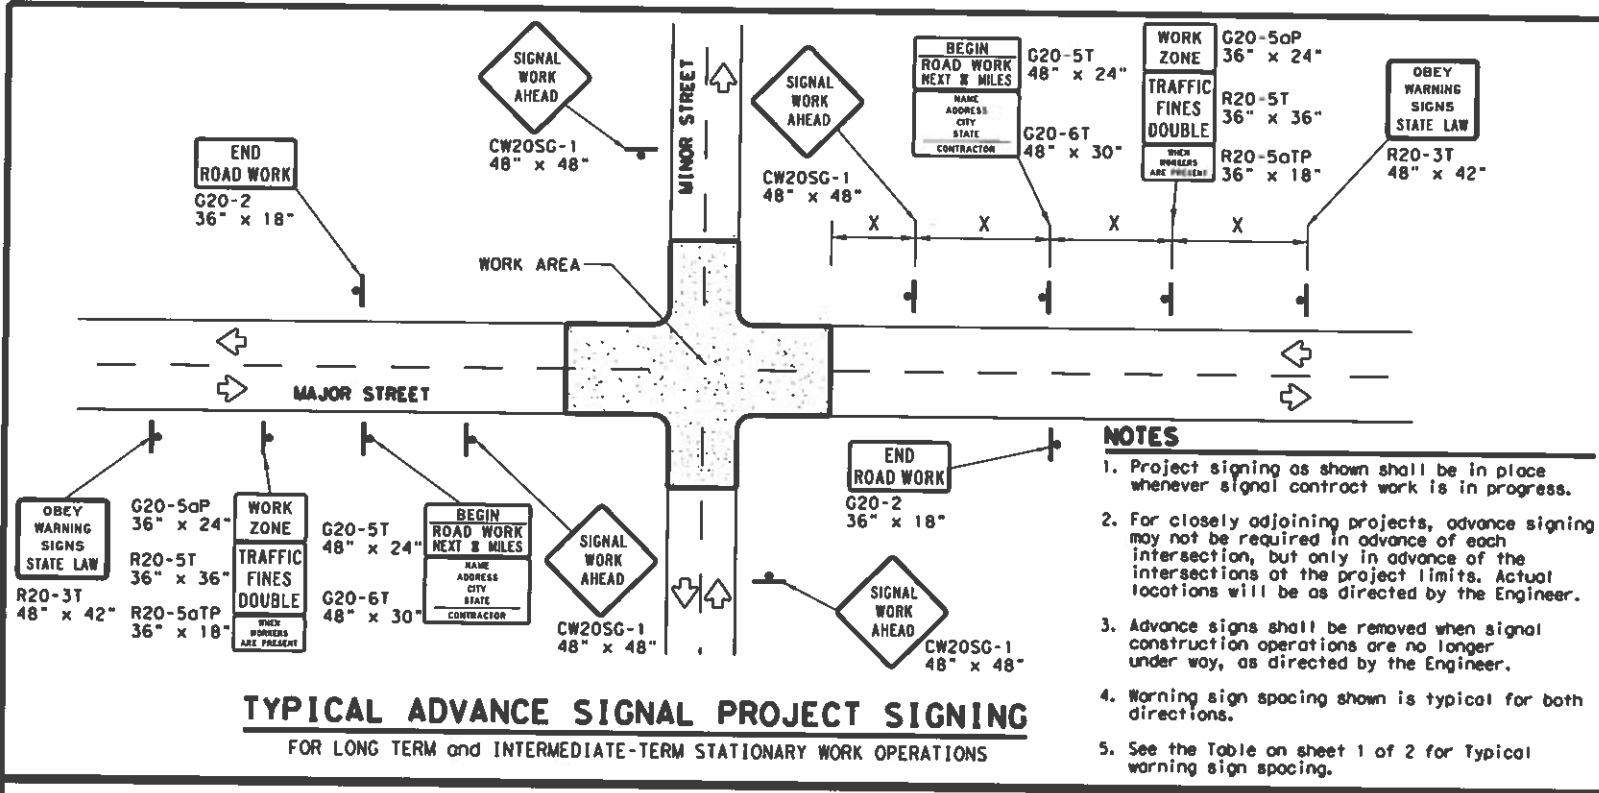 SIGNAL
WORK
AHEAD
CW20SG-1
48" x 48"
MINOR STREET
SIGNAL
WORK
AHEAD
CW20SG-1
48" x 48"
BEGIN
ROAD WORK
NEXT X MILES
NAME
ADDRESS
CITY
STATE
CONTRACTOR
G20-5T
48" x 24"
G20-6T
48" x 30"
WORK
ZONE
TRAFFIC
FINES
DOUBLE
WHEN
WORKERS
ARE PRESENT
G20-5aP
36" x 24"
R20-5T
36" x 36"
R20-5aTP
36" x 18"
OBEY
WARNING
SIGNS
STATE LAW
R20-3T
48" x 42"
END
ROAD WORK
G20-2
36" x 18"
X X X X
WORK AREA
MAJOR STREET
OBEY
WARNING
SIGNS
STATE LAW
R20-3T
48" x 42"
G20-5aP
36" x 24"
R20-5T
36" x 36"
R20-5aTP
36" x 18"
WORK
ZONE
TRAFFIC
FINES
DOUBLE
WHEN
WORKERS
ARE PRESENT
G20-5T
48" x 24"
G20-6T
48" x 30"
BEGIN
ROAD WORK
NEXT X MILES
NAME
ADDRESS
CITY
STATE
CONTRACTOR
SIGNAL
WORK
AHEAD
CW20SG-1
48" x 48"
END
ROAD WORK
G20-2
36" x 18"
SIGNAL
WORK
AHEAD
CW20SG-1
48" x 48"
NOTES
1. Project signing as shown shall be in place
whenever signal contract work is in progress.
2. For closely adjoining projects, advance signing
may not be required in advance of each
intersection, but only in advance of the
intersections at the project limits. Actual
locations will be as directed by the Engineer.
3. Advance signs shall be removed when signal
construction operations are no longer
under way, as directed by the Engineer.
4. Warning sign spacing shown is typical for both
directions.
5. See the Table on sheet 1 of 2 for Typical
warning sign spacing.
TYPICAL ADVANCE SIGNAL PROJECT SIGNING
FOR LONG TERM and INTERMEDIATE-TERM STATIONARY WORK OPERATIONS